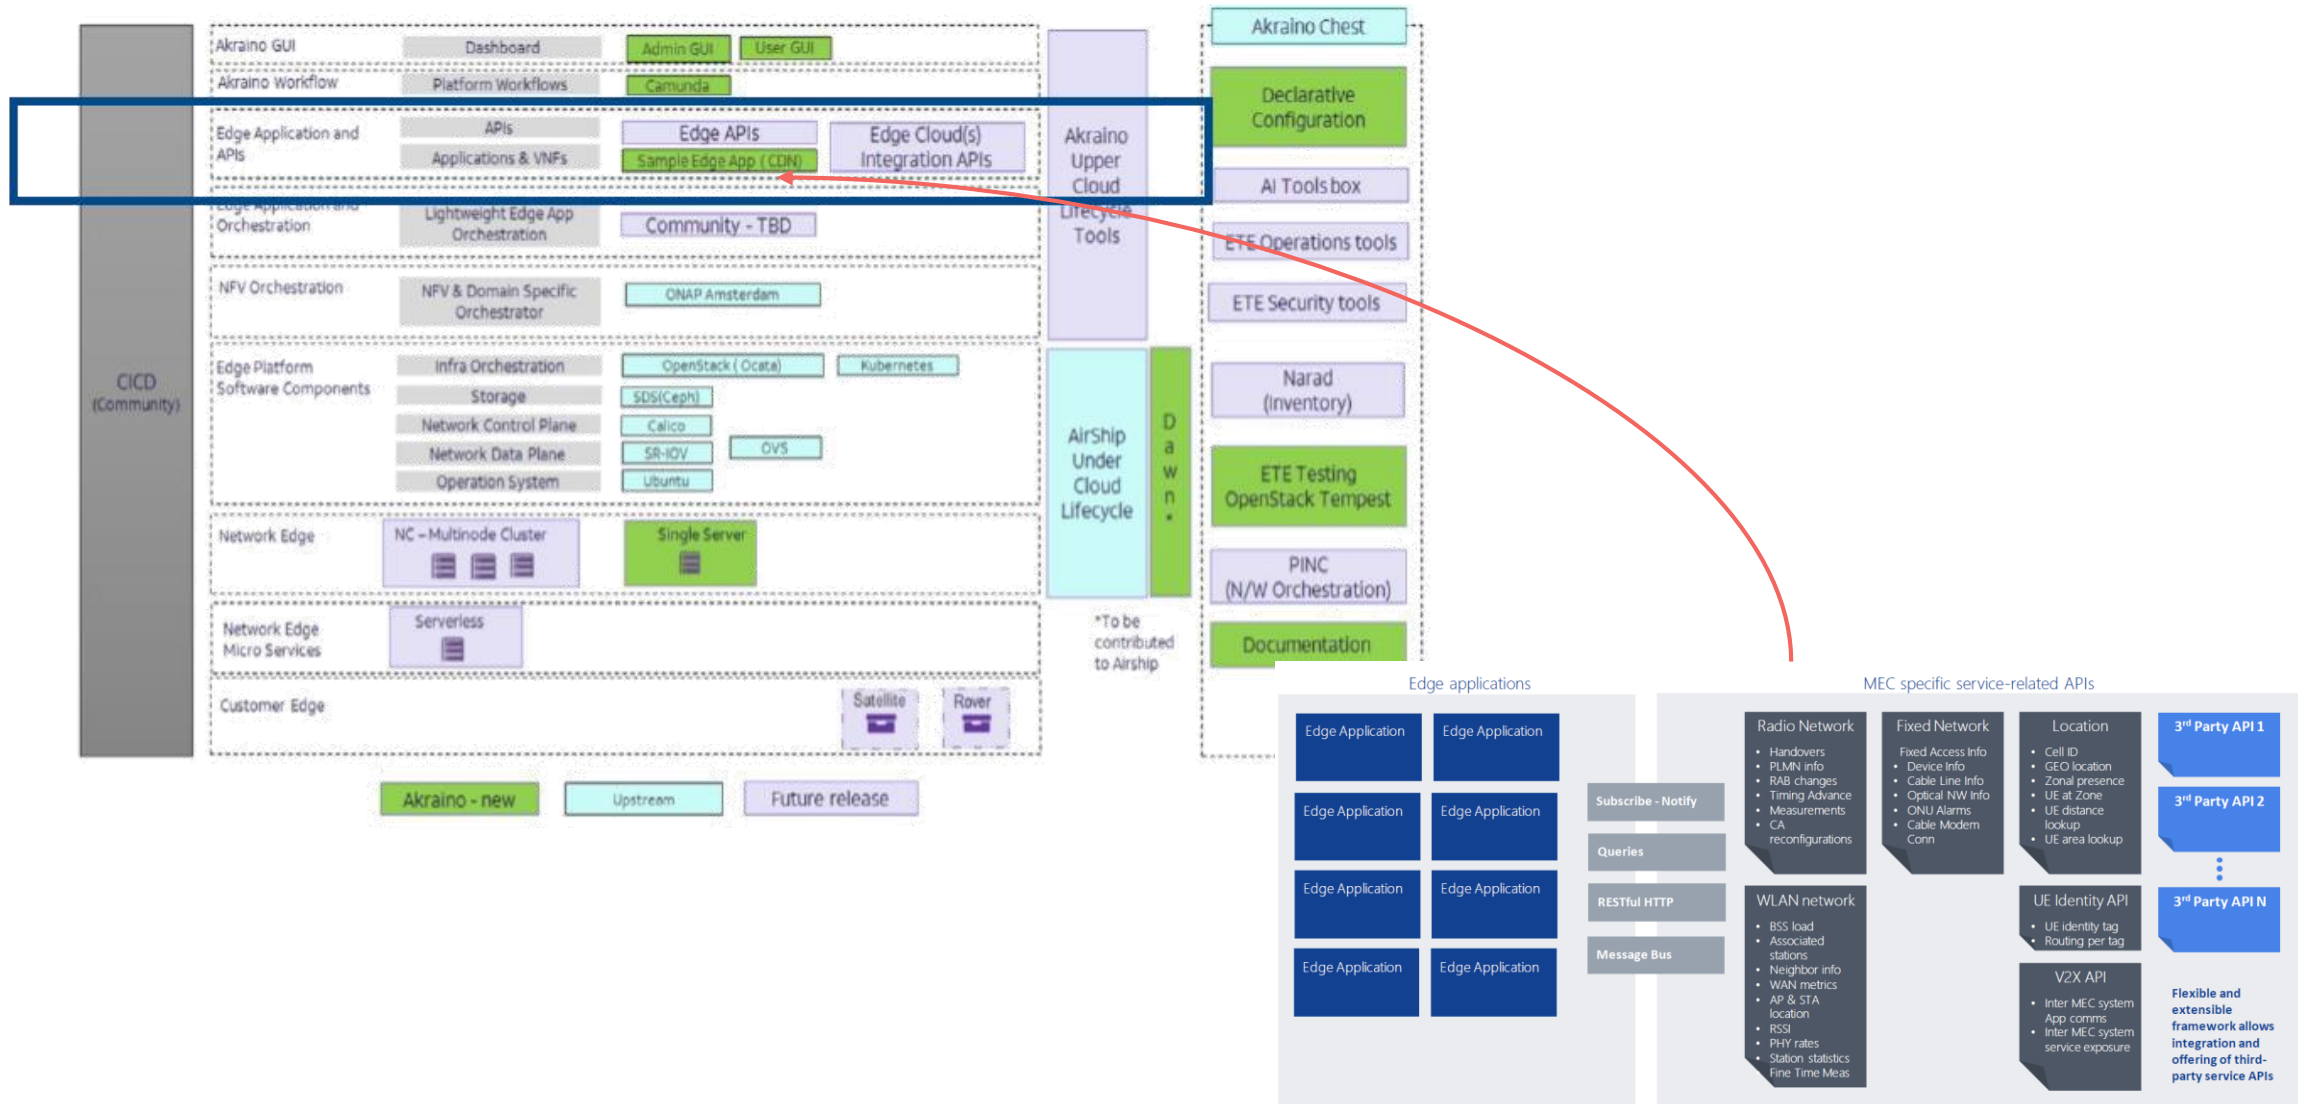 CICD
(Community)
Akraino GUI
Dashboard
Admin GUI
User GUI
Akraino Workflow
Platform Workflows
Camunda
Edge Application and
APIs
APIs
Applications & VNFs
Edge APIs
Sample Edge App ( CDN)
Edge Cloud(s)
Integration APIs
Edge Application and
Orchestration
Lightweight Edge App
Orchestration
Community - TBD
NFV Orchestration
NFV & Domain Specific
Orchestrator
ONAP Amsterdam
Edge Platform
Software Components
Infra Orchestration
OpenStack ( Ocata)
Kubernetes
Storage
SDS(Ceph)
Network Control Plane
Calico
Network Data Plane
SR-IOV
OVS
Operation System
Ubuntu
Network Edge
NC – Multinode Cluster
Single Server
Network Edge
Micro Services
Serverless
Customer Edge
Satellite
Rover
Akraino
Upper
Cloud
Lifecycle
Tools
AirShip
Under
Cloud
Lifecycle
D
a
w
n
*
*To be
contributed
to Airship
Akraino Chest
Declarative
Configuration
AI Tools box
ETE Operations tools
ETE Security tools
Narad
(Inventory)
ETE Testing
OpenStack Tempest
PINC
(N/W Orchestration)
Documentation
Akraino - new
Upstream
Future release
Edge applications
Edge Application
Edge Application
Edge Application
Edge Application
Edge Application
Edge Application
Edge Application
Edge Application
Subscribe - Notify
Queries
RESTful HTTP
Message Bus
MEC specific service-related APIs
Radio Network
• Handovers
• PLMN info
• RAB changes
• Timing Advance
• Measurements
• CA
reconfigurations
Fixed Network
Fixed Access Info
• Device Info
• Cable Line Info
• Optical NW Info
• ONU Alarms
• Cable Modem
Conn
Location
• Cell ID
• GEO location
• Zonal presence
• UE at Zone
• UE distance
lookup
• UE area lookup
3rd Party API 1
3rd Party API 2
3rd Party API N
WLAN network
• BSS load
• Associated
stations
• Neighbor info
• WAN metrics
• AP & STA
location
• RSSI
• PHY rates
• Station statistics
Fine Time Meas
UE Identity API
• UE identity tag
• Routing per tag
V2X API
• Inter MEC system
App comms
• Inter MEC system
service exposure
Flexible and
extensible
framework allows
integration and
offering of third-
party service APIs